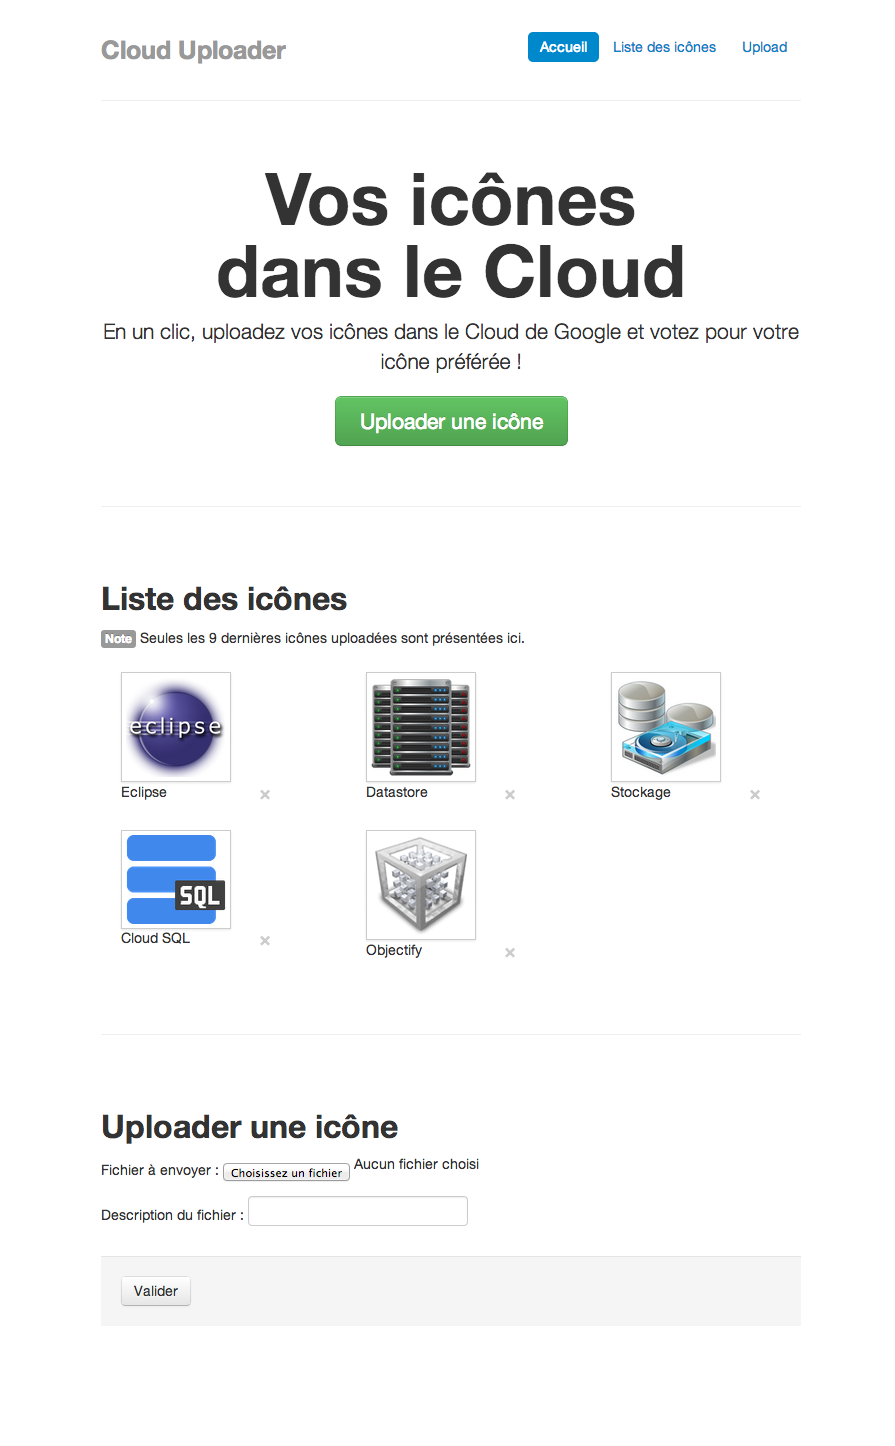 Cloud Uploader
Accueil
Liste des icônes
Upload
Vos icônes
dans le Cloud
En un clic, uploadez vos icônes dans le Cloud de Google et votez pour votre
icône préférée !
Uploader une icône
Liste des icônes
Note Seules les 9 dernières icônes uploadées sont présentées ici.
eclipse
Eclipse ×
Datastore ×
Stockage ×
SQL
Cloud SQL ×
Objectify ×
Uploader une icône
Fichier à envoyer : Choisissez un fichier Aucun fichier choisi
Description du fichier :
Valider